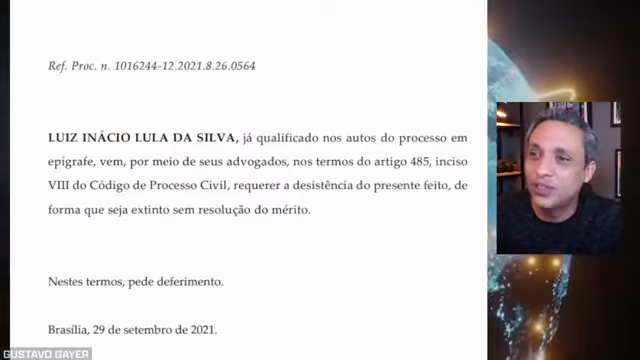 Ref. Proc. n. 1016244-12.2021.8.26.0564
LUIZ INÁCIO LULA DA SILVA, já qualificado nos autos do processo em
epígrafe, vem, por meio de seus advogados, nos termos do artigo 485, inciso
VIII do Código de Processo Civil, requerer a desistência do presente feito, de
forma que seja extinto sem resolução do mérito.
Nestes termos, pede deferimento.
Brasília, 29 de setembro de 2021.
GUSTAVO GAYER